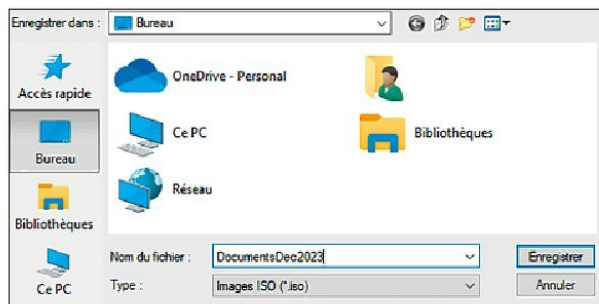 Enregistrer dans : Bureau
OneDrive - Personal
Accès rapide
Ce PC
Bibliothèques
Bureau
Réseau
Bibliothèques
Nom du fichier : DocumentsDec2023 Enregistrer
Ce PC
Type : Images ISO (*.iso) Annuler